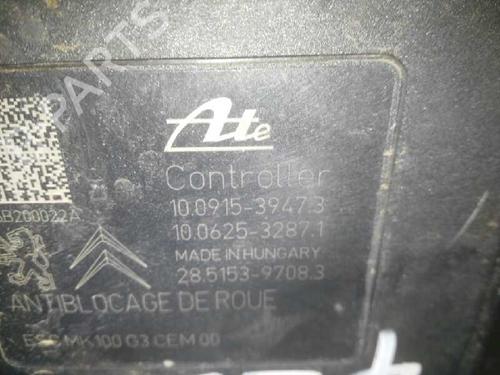 Ate
Controller
10.0915-3947.3
10.0625-3287.1
MADE IN HUNGARY
28.5153-9708.3
B200022A
ANTIBLOCAGE DE ROUE
MK100 G3 CEM 00
PARTS